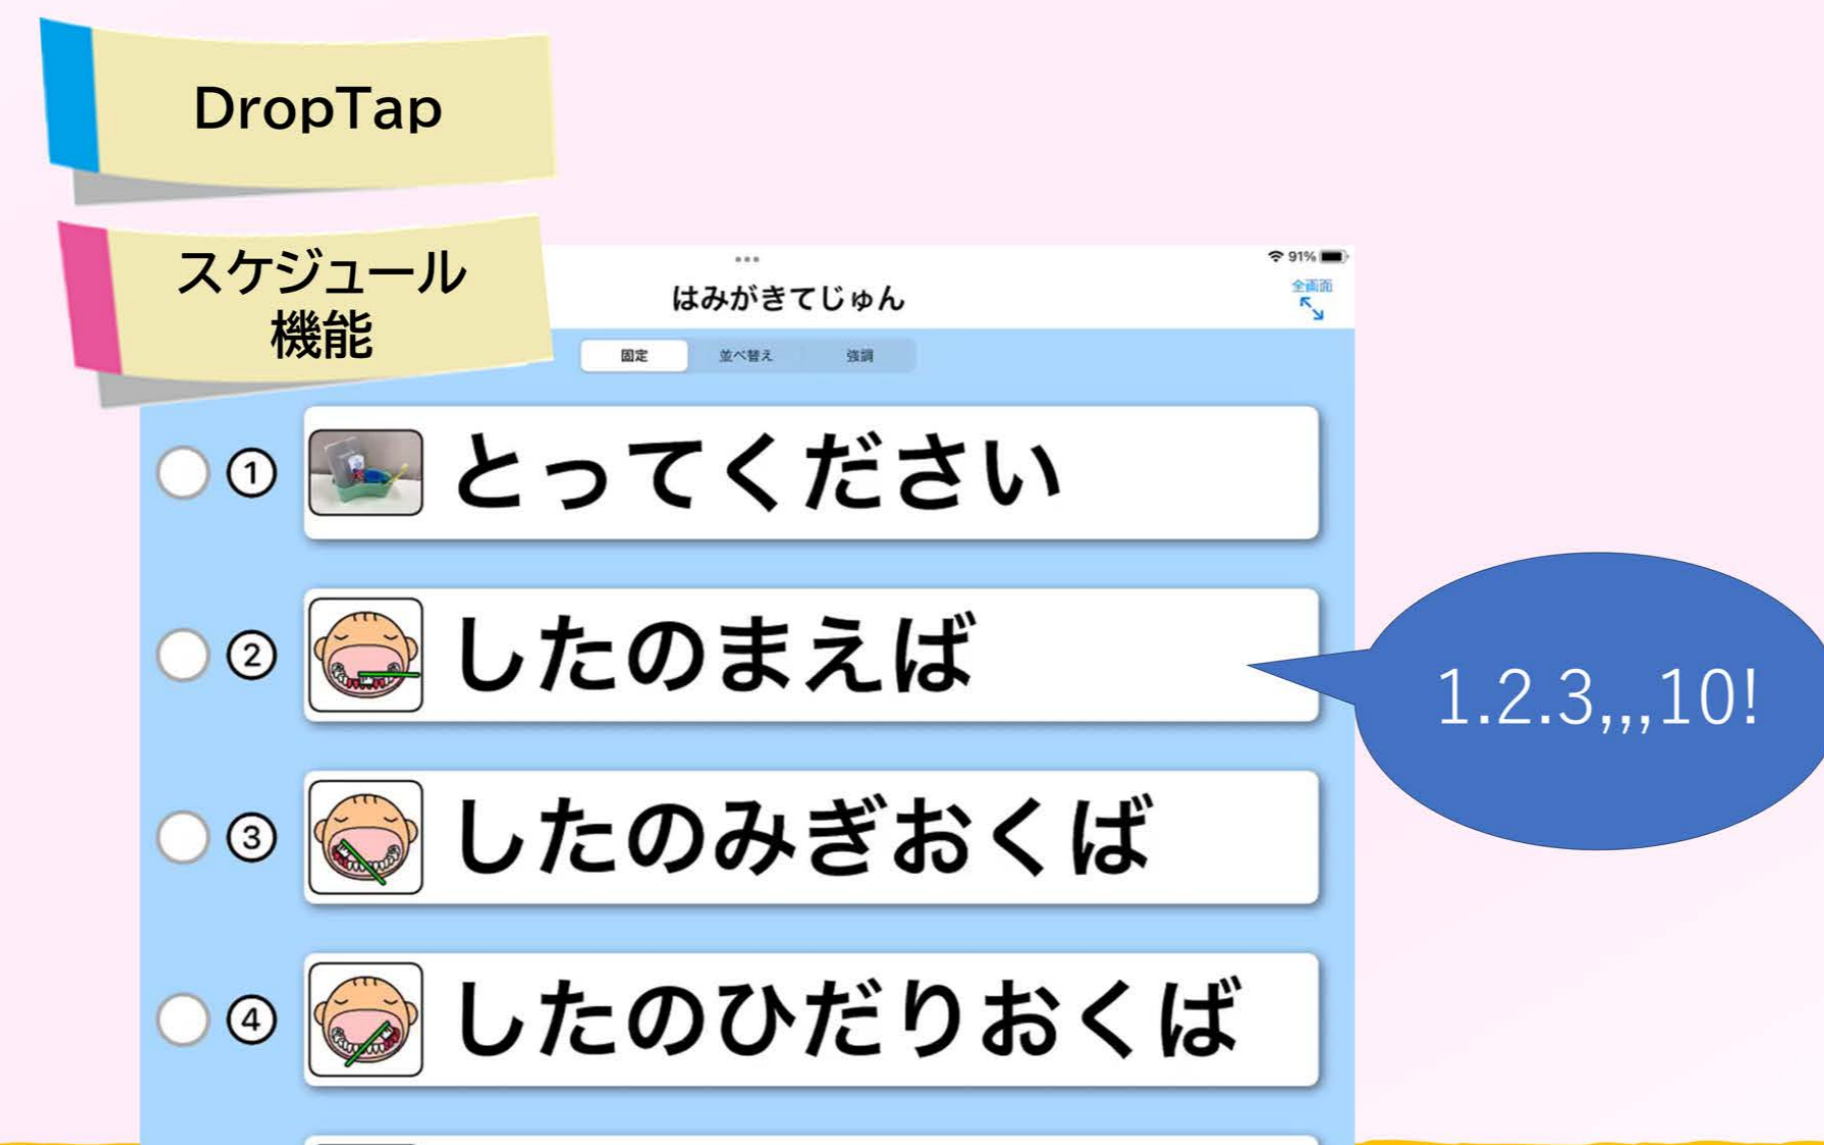 DropTap
スケジュール
機能
91%
はみがきてじゅん
全画面
固定 並べ替え 強調
① とってください
② したのまえば
1.2.3,,,10!
③ したのみぎおくば
④ したのひだりおくば